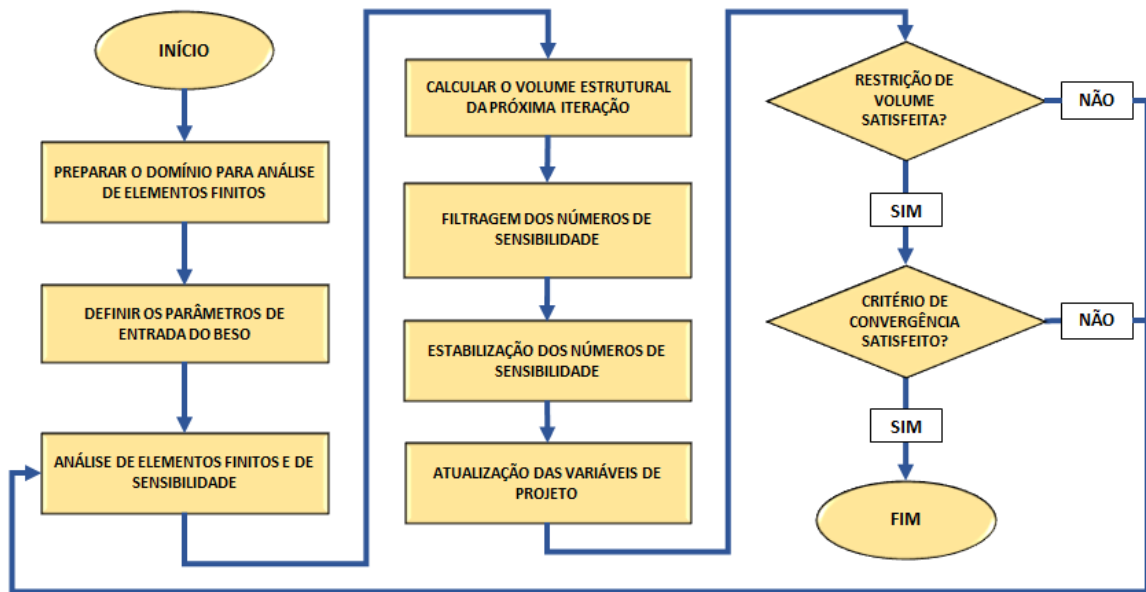 INÍCIO
PREPARAR O DOMÍNIO PARA ANÁLISE
DE ELEMENTOS FINITOS
DEFINIR OS PARÂMETROS DE
ENTRADA DO BESO
ANÁLISE DE ELEMENTOS FINITOS E DE
SENSIBILIDADE
CALCULAR O VOLUME ESTRUTURAL
DA PRÓXIMA ITERAÇÃO
FILTRAGEM DOS NÚMEROS DE
SENSIBILIDADE
ESTABILIZAÇÃO DOS NÚMEROS DE
SENSIBILIDADE
ATUALIZAÇÃO DAS VARIÁVEIS DE
PROJETO
RESTRIÇÃO DE
VOLUME
SATISFEITA?
NÃO
SIM
CRITÉRIO DE
CONVERGÊNCIA
SATISFEITO?
NÃO
SIM
FIM